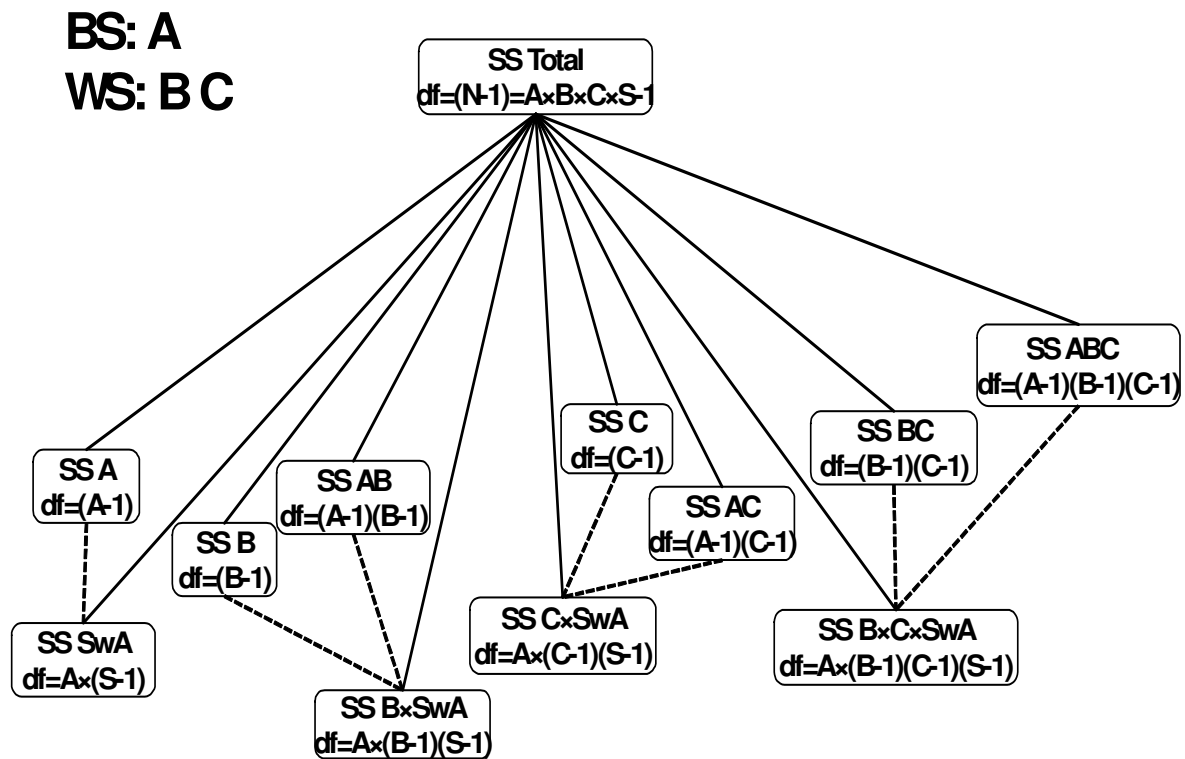 BS: A
WS: B C
SS Total
df=(N-1)=A×B×C×S-1
SS ABC
df=(A-1)(B-1)(C-1)
SS C
df=(C-1)
SS BC
df=(B-1)(C-1)
SS A
df=(A-1)
SS AB
df=(A-1)(B-1)
SS AC
df=(A-1)(C-1)
SS B
df=(B-1)
SS SwA
df=A×(S-1)
SS C×SwA
df=A×(C-1)(S-1)
SS B×C×SwA
df=A×(B-1)(C-1)(S-1)
SS B×SwA
df=A×(B-1)(S-1)